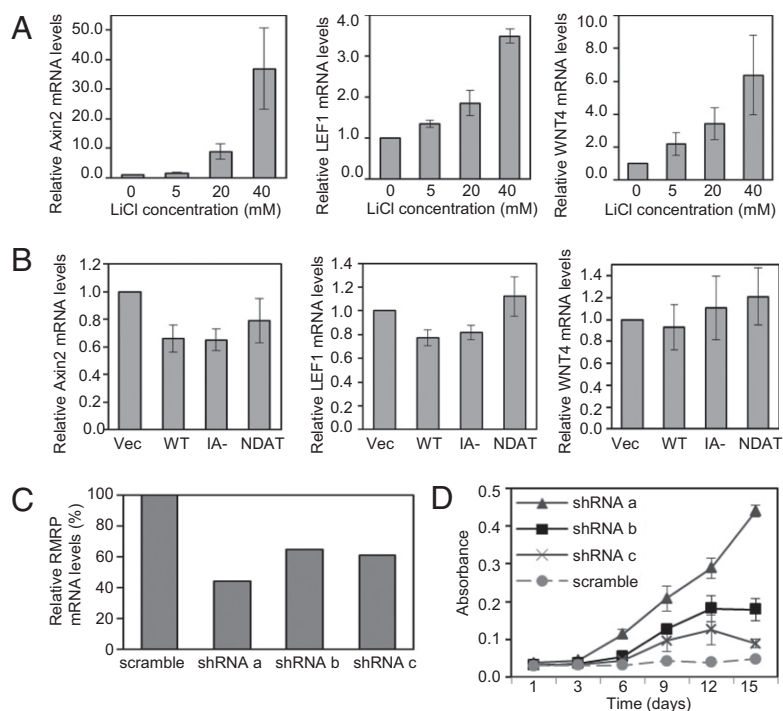 A
Relative Axin2 mRNA levels
50.0
40.0
30.0
20.0
10.0
0.0
0 5 20 40
LiCl concentration (mM)
Relative LEF1 mRNA levels
4.0
3.0
2.0
1.0
0.0
0 5 20 40
LiCl concentration (mM)
Relative WNT4 mRNA levels
10.0
8.0
6.0
4.0
2.0
0.0
0 5 20 40
LiCl concentration (mM)
B
Relative Axin2 mRNA levels
1.2
1.0
0.8
0.6
0.4
0.2
0.0
Vec WT IA- NDAT
Relative LEF1 mRNA levels
1.4
1.2
1.0
0.8
0.6
0.4
0.2
0.0
Vec WT IA- NDAT
Relative WNT4 mRNA levels
1.4
1.2
1.0
0.8
0.6
0.4
0.2
0.0
Vec WT IA- NDAT
C
Relative RMRP
mRNA levels (%)
100
80
60
40
20
0
scramble shRNA a shRNA b shRNA c
D
Absorbance
0.5
0.4
0.3
0.2
0.1
0.0
shRNA a
shRNA b
shRNA c
scramble
1 3 6 9 12 15
Time (days)